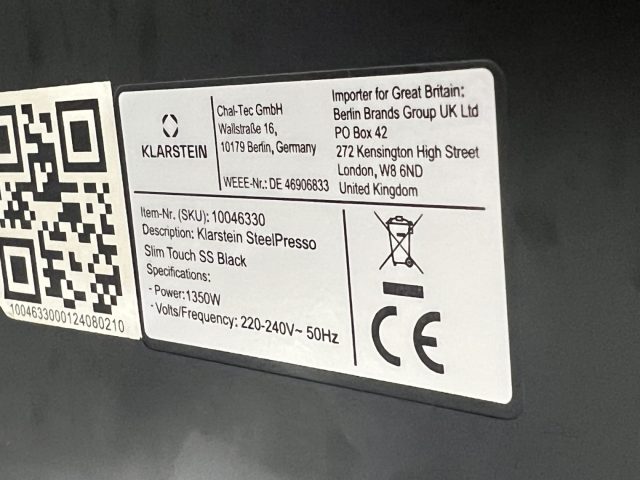 KLARSTEIN
Chal-Tec GmbH
Wallstraße 16,
10179 Berlin, Germany
WEEE-Nr.: DE 46906833
Importer for Great Britain:
Berlin Brands Group UK Ltd
PO Box 42
272 Kensington High Street
London, W8 6ND
United Kingdom
Item-Nr. (SKU): 10046330
Description: Klarstein SteelPresso
Slim Touch SS Black
Specifications:
- Power: 1350W
- Volts/Frequency: 220-240V~ 50Hz
CE
1004633000124080210